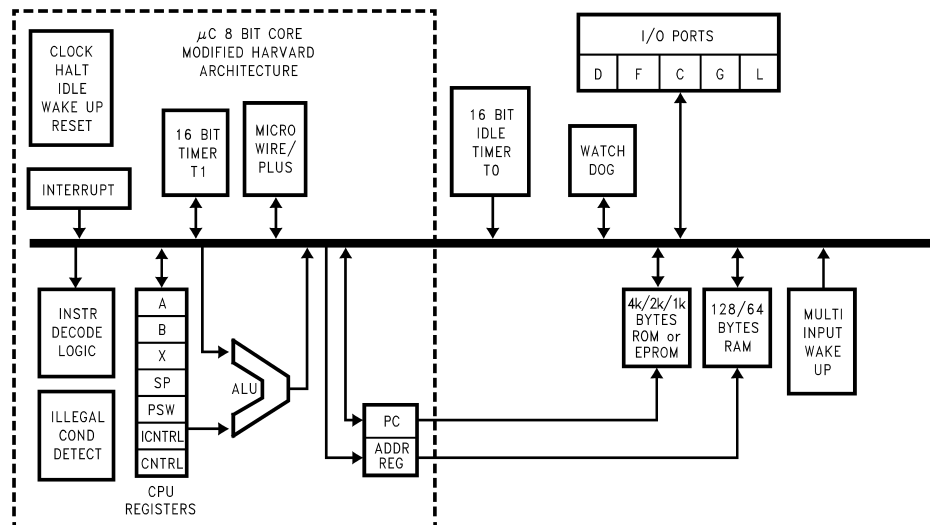 μC 8 BIT CORE
MODIFIED HARVARD
ARCHITECTURE
CLOCK
HALT
IDLE
WAKE UP
RESET
INTERRUPT
16 BIT
TIMER
T1
MICRO
WIRE/
PLUS
16 BIT
IDLE
TIMER
T0
WATCH
DOG
I/O PORTS
D F C G L
INSTR
DECODE
LOGIC
ILLEGAL
COND
DETECT
A
B
X
SP
PSW
ICNTRL
CNTRL
CPU
REGISTERS
ALU
PC
ADDR
REG
4k/2k/1k
BYTES
ROM or
EPROM
128/64
BYTES
RAM
MULTI
INPUT
WAKE
UP